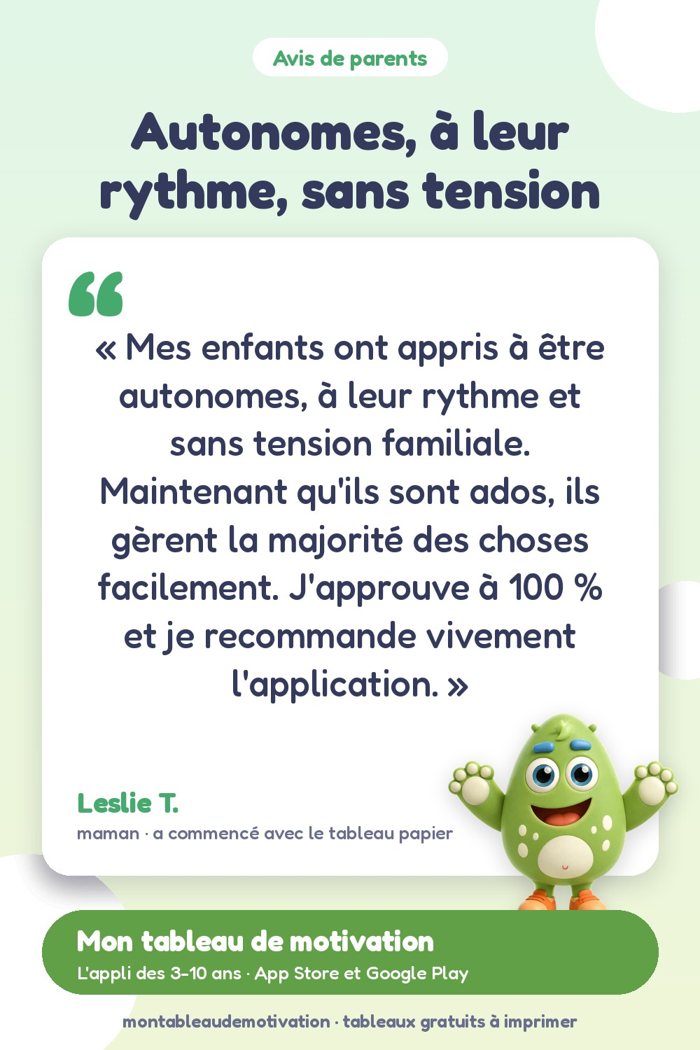 Avis de parents
Autonomes, à leur
rythme, sans tension
“
« Mes enfants ont appris à être
autonomes, à leur rythme et
sans tension familiale.
Maintenant qu'ils sont ados, ils
gèrent la majorité des choses
facilement. J'approuve à 100 %
et je recommande vivement
l'application. »
Leslie T.
maman · a commencé avec le tableau papier
Mon tableau de motivation
L'appli des 3-10 ans · App Store et Google Play
montableaudemotivation · tableaux gratuits à imprimer